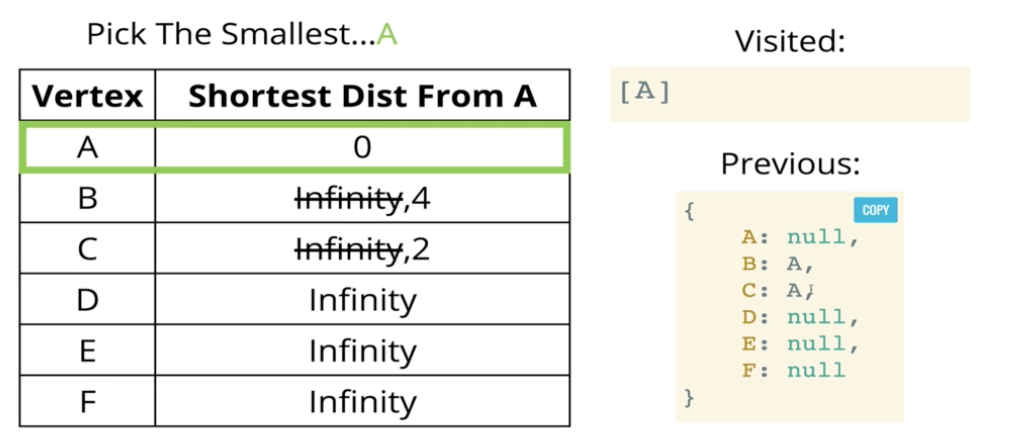 Pick The Smallest...A
Vertex Shortest Dist From A
A 0
B Infinity,4
C Infinity,2
D Infinity
E Infinity
F Infinity
Visited:
[A]
Previous:
{
COPY
A: null,
B: A,
C: A,
D: null,
E: null,
F: null
}